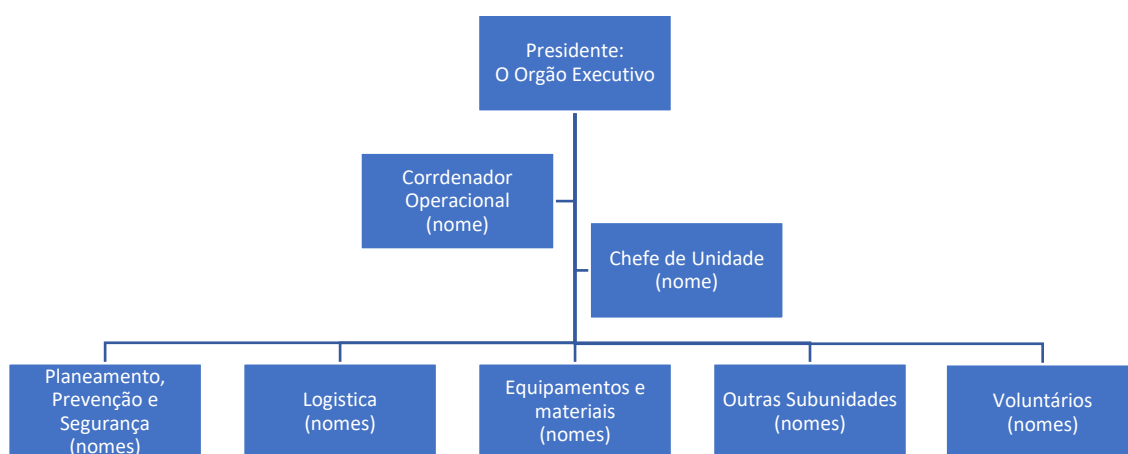 Presidente:
O Orgão Executivo
Corrdenador
Operacional
(nome)
Chefe de Unidade
(nome)
Planeamento,
Prevenção e
Segurança
(nomes)
Logistica
(nomes)
Equipamentos e
materiais
(nomes)
Outras Subunidades
(nomes)
Voluntários
(nomes)